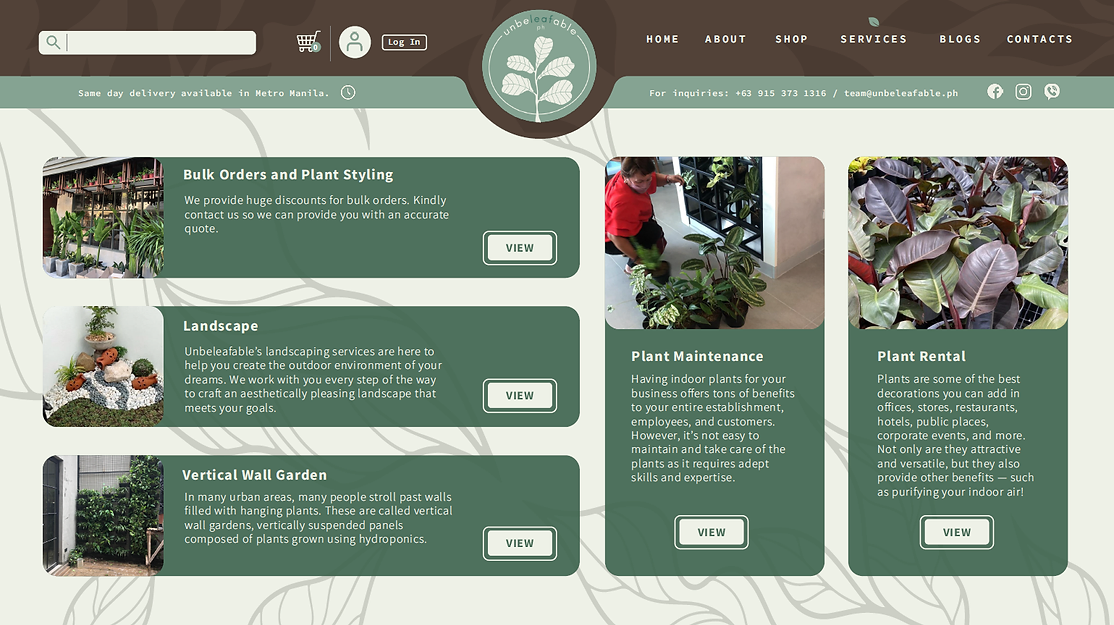 unbeleafable
ph
0
Log In
HOME ABOUT SHOP SERVICES BLOGS CONTACTS
Same day delivery available in Metro Manila.
For inquiries: +63 915 373 1316 / team@unbeleafable.ph
Bulk Orders and Plant Styling
We provide huge discounts for bulk orders. Kindly
contact us so we can provide you with an accurate
quote.
VIEW
Landscape
Unbeleafable's landscaping services are here to
help you create the outdoor environment of your
dreams. We work with you every step of the way
to craft an aesthetically pleasing landscape that
meets your goals.
VIEW
Vertical Wall Garden
In many urban areas, many people stroll past walls
filled with hanging plants. These are called vertical
wall gardens, vertically suspended panels
composed of plants grown using hydroponics.
VIEW
Plant Maintenance
Having indoor plants for your
business offers tons of benefits
to your entire establishment,
employees, and customers.
However, it's not easy to
maintain and take care of the
plants as it requires adept
skills and expertise.
VIEW
Plant Rental
Plants are some of the best
decorations you can add in
offices, stores, restaurants,
hotels, public places,
corporate events, and more.
Not only are they attractive
and versatile, but they also
provide other benefits — such
as purifying your indoor air!
VIEW